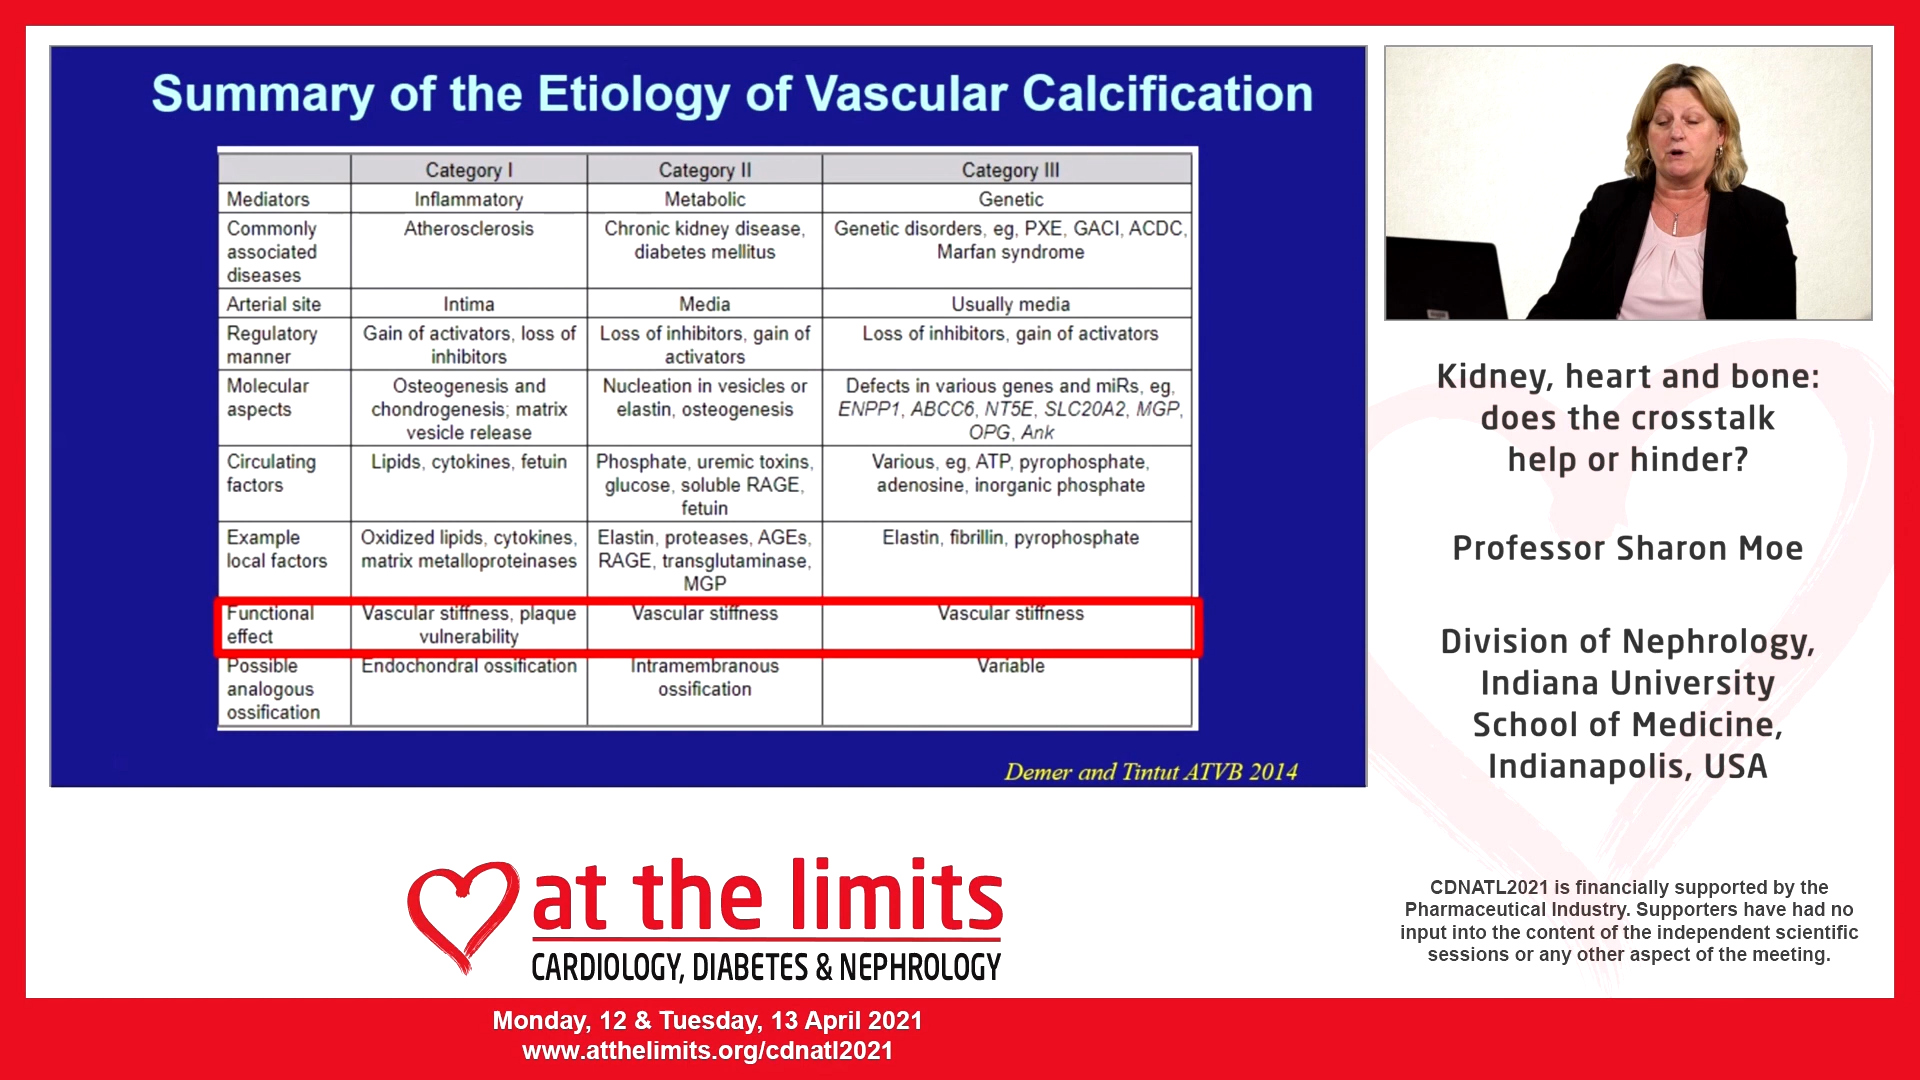 Summary of the Etiology of Vascular Calcification
Category I Category II Category III
Mediators Inflammatory Metabolic Genetic
Commonly associated diseases Atherosclerosis Chronic kidney disease, diabetes mellitus Genetic disorders, eg, PXE, GACI, ACDC, Marfan syndrome
Arterial site Intima Media Usually media
Regulatory manner Gain of activators, loss of inhibitors Loss of inhibitors, gain of activators Loss of inhibitors, gain of activators
Molecular aspects Osteogenesis and chondrogenesis; matrix vesicle release Nucleation in vesicles or elastin, osteogenesis Defects in various genes and miRs, eg, ENPP1, ABCC6, NT5E, SLC20A2, MGP, OPG, Ank
Circulating factors Lipids, cytokines, fetuin Phosphate, uremic toxins, glucose, soluble RAGE, fetuin Various, eg, ATP, pyrophosphate, adenosine, inorganic phosphate
Example local factors Oxidized lipids, cytokines, matrix metalloproteinases Elastin, proteases, AGEs, RAGE, transglutaminase, MGP Elastin, fibrillin, pyrophosphate
Functional effect Vascular stiffness, plaque vulnerability Vascular stiffness Vascular stiffness
Possible analogous ossification Endochondral ossification Intramembranous ossification Variable
Demer and Tintut ATVB 2014
Kidney, heart and bone:
does the crosstalk
help or hinder?
Professor Sharon Moe
Division of Nephrology,
Indiana University
School of Medicine,
Indianapolis, USA
CDNATL2021 is financially supported by the
Pharmaceutical Industry. Supporters have had no
input into the content of the independent scientific
sessions or any other aspect of the meeting.
at the limits
CARDIOLOGY, DIABETES & NEPHROLOGY
Monday, 12 & Tuesday, 13 April 2021
www.atthelimits.org/cdnatl2021